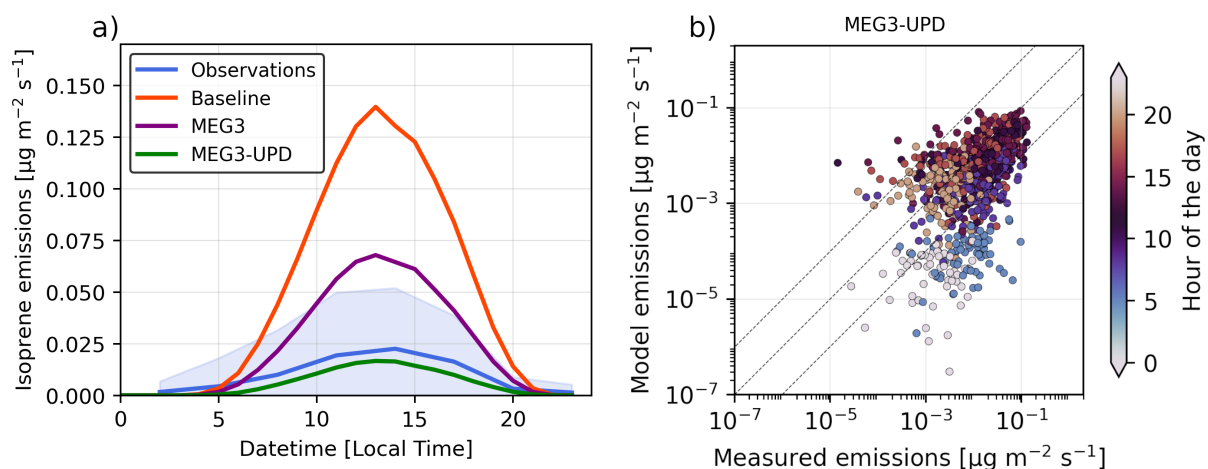 a)
Isoprene emissions [µg m⁻² s⁻¹]
0.150
0.125
0.100
0.075
0.050
0.025
0.000
Observations
Baseline
MEG3
MEG3-UPD
0 5 10 15 20
Datetime [Local Time]
b)
MEG3-UPD
Model emissions [µg m⁻² s⁻¹]
10⁻¹
10⁻³
10⁻⁵
10⁻⁷
10⁻⁷ 10⁻⁵ 10⁻³ 10⁻¹
Measured emissions [µg m⁻² s⁻¹]
20
15
10
5
0
Hour of the day